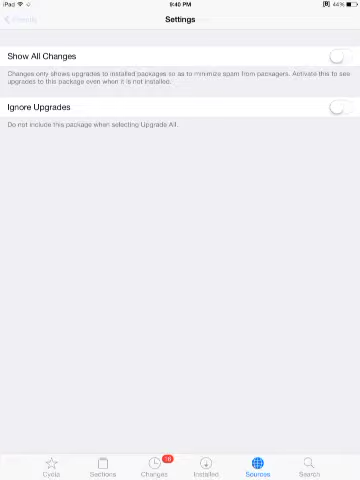 iPad 9:40 PM 44%
Settings
Show All Changes
Changes only shows upgrades to installed packages so as to minimize spam from packagers. Activate this to see
upgrades to this package even when it is not installed.
Ignore Upgrades
Do not include this package when selecting Upgrade All.
Cydia Sections Changes Installed Sources Search